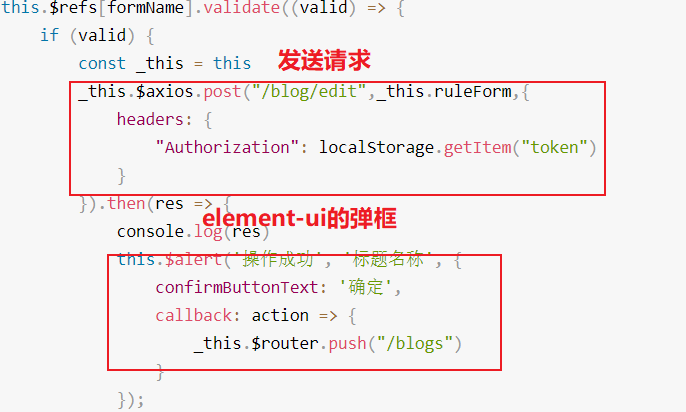 this.$refs[formName].validate((valid) => {
if (valid) {
const _this = this
发送请求
_this.$axios.post("/blog/edit",_this.ruleForm,{
headers: {
"Authorization": localStorage.getItem("token")
}
}).then(res => {
element-ui的弹框
console.log(res)
this.$alert('操作成功', '标题名称', {
confirmButtonText: '确定',
callback: action => {
_this.$router.push("/blogs")
}
});